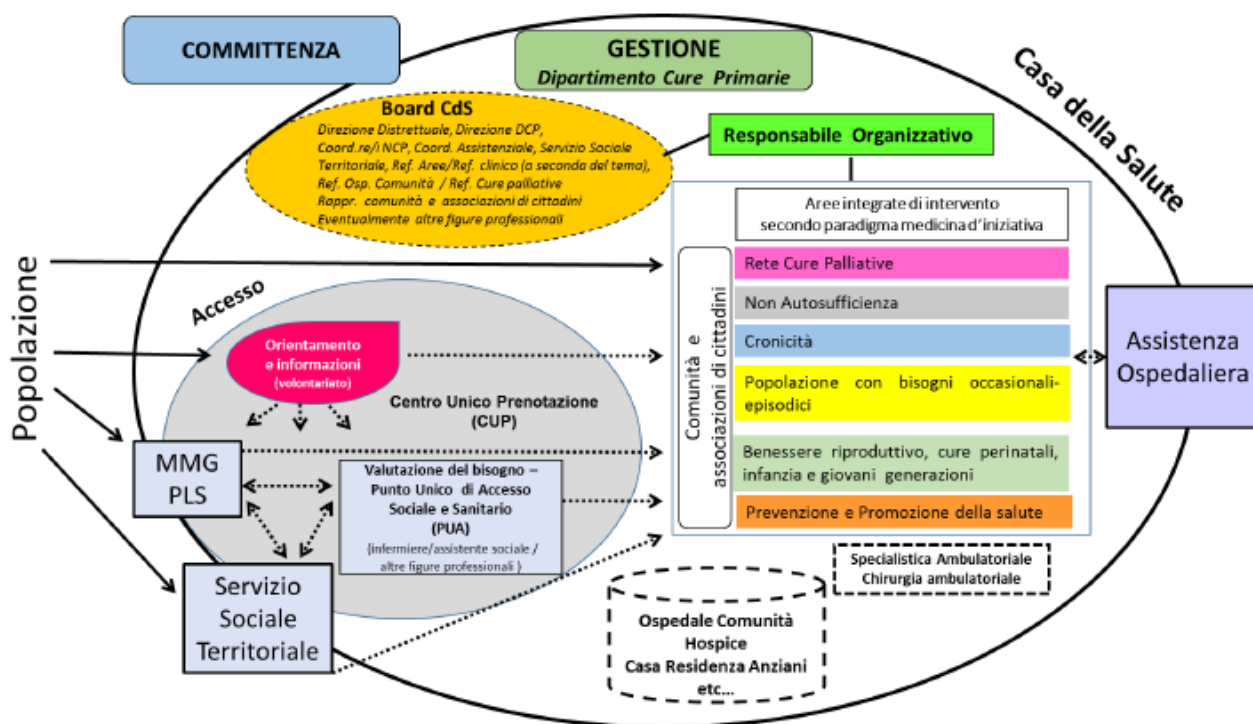 COMMITTENZA
GESTIONE
Dipartimento Cure Primarie
Casa della Salute
Board CdS
Direzione Distrettuale, Direzione DCP,
Coord.re/i NCP, Coord. Assistenziale, Servizio Sociale
Territoriale, Ref. Aree/Ref. clinico (a seconda del tema),
Ref. Osp. Comunità / Ref. Cure palliative
Rappr. comunità e associazioni di cittadini
Eventualmente altre figure professionali
Responsabile Organizzativo
Aree integrate di intervento
secondo paradigma medicina d'iniziativa
Popolazione
Accesso
Orientamento
e informazioni
(volontariato)
Centro Unico Prenotazione
(CUP)
MMG
PLS
Valutazione del bisogno –
Punto Unico di Accesso
Sociale e Sanitario
(PUA)
(infermiere/assistente sociale /
altre figure professionali )
Servizio
Sociale
Territoriale
Comunità e
associazioni di cittadini
Rete Cure Palliative
Non Autosufficienza
Cronicità
Popolazione con bisogni occasionali-
episodici
Benessere riproduttivo, cure perinatali,
infanzia e giovani generazioni
Prevenzione e Promozione della salute
Assistenza
Ospedaliera
Specialistica Ambulatoriale
Chirurgia ambulatoriale
Ospedale Comunità
Hospice
Casa Residenza Anziani
etc...